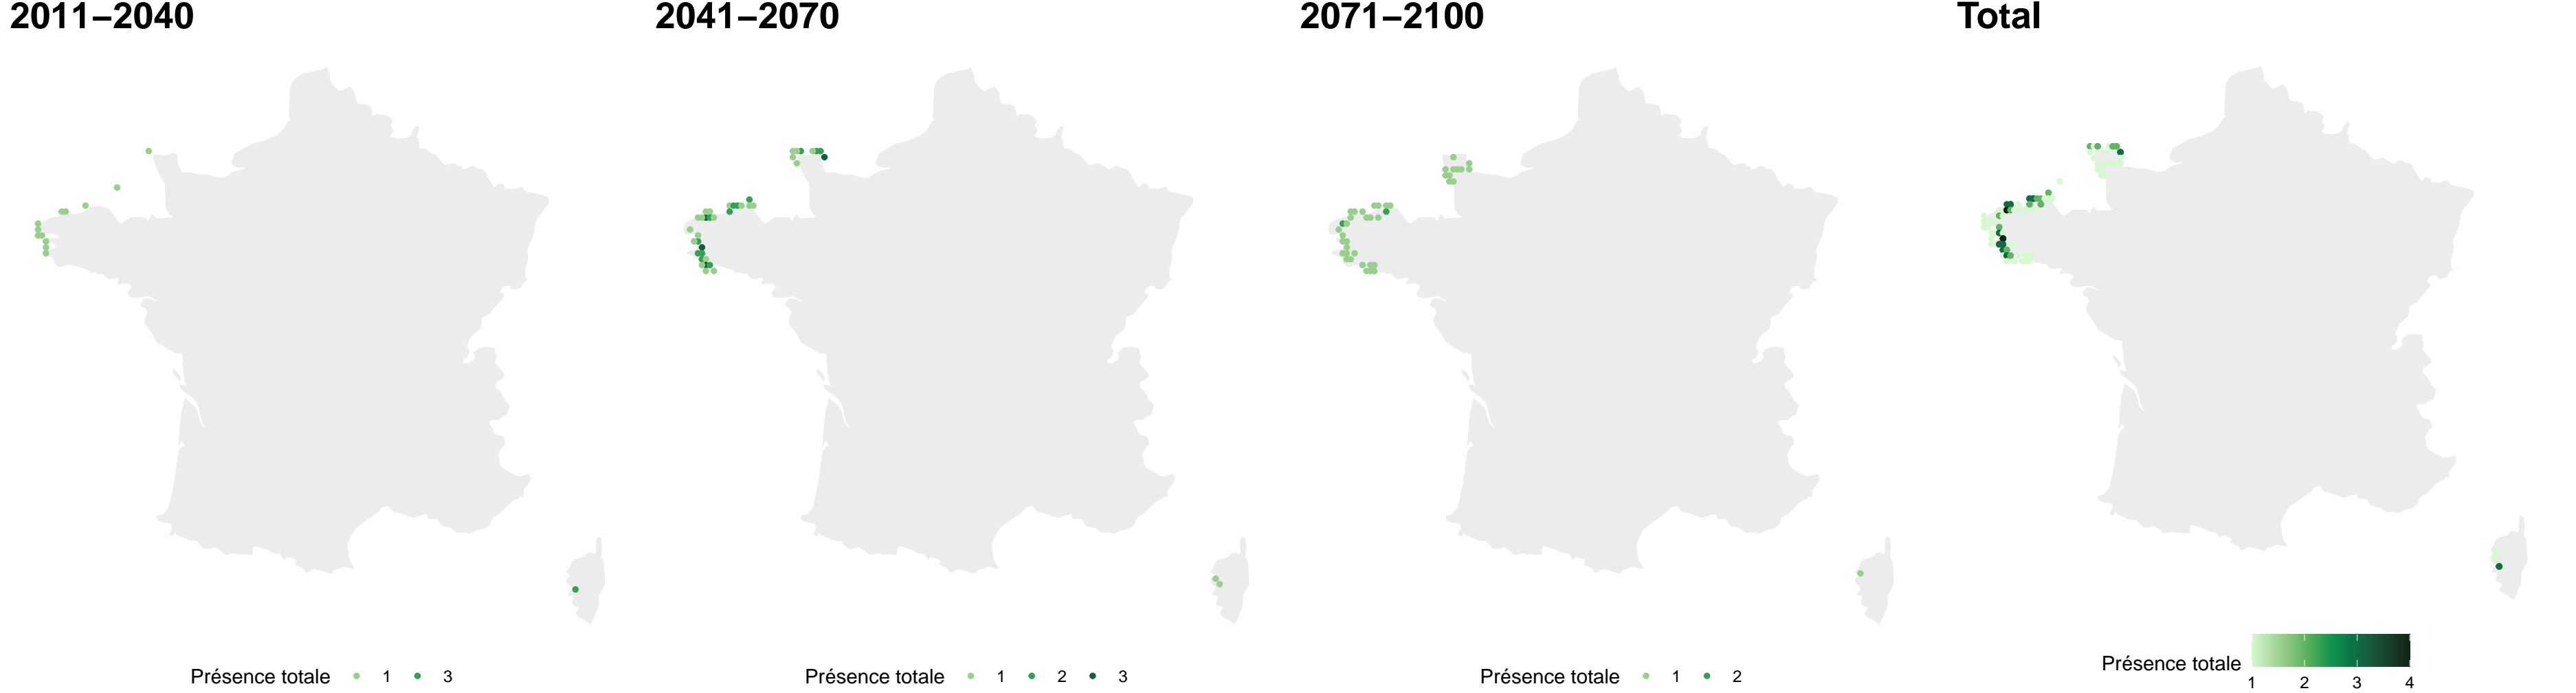 2011–2040
2041–2070
2071–2100
Total
Présence totale 1 3
Présence totale 1 2 3
Présence totale 1 2
Présence totale
1 2 3 4